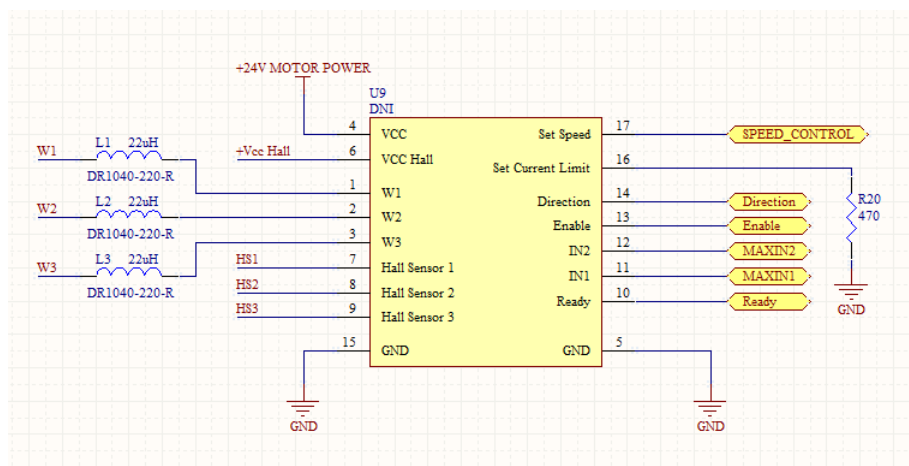 +24V MOTOR POWER
U9
DNI
4 VCC
Set Speed 17 SPEED_CONTROL
L1 22uH
W1
DR1040-220-R
+Vcc Hall 6 VCC Hall
Set Current Limit 16
1 W1
R20
470
Direction 14 Direction
L2 22uH
W2
DR1040-220-R
2 W2
Enable 13 Enable
3 W3
IN2 12 MAXIN2
L3 22uH
W3
DR1040-220-R
HS1 7 Hall Sensor 1
IN1 11 MAXIN1
HS2 8 Hall Sensor 2
Ready 10 Ready
HS3 9 Hall Sensor 3
GND
15 GND
GND 5
GND
GND